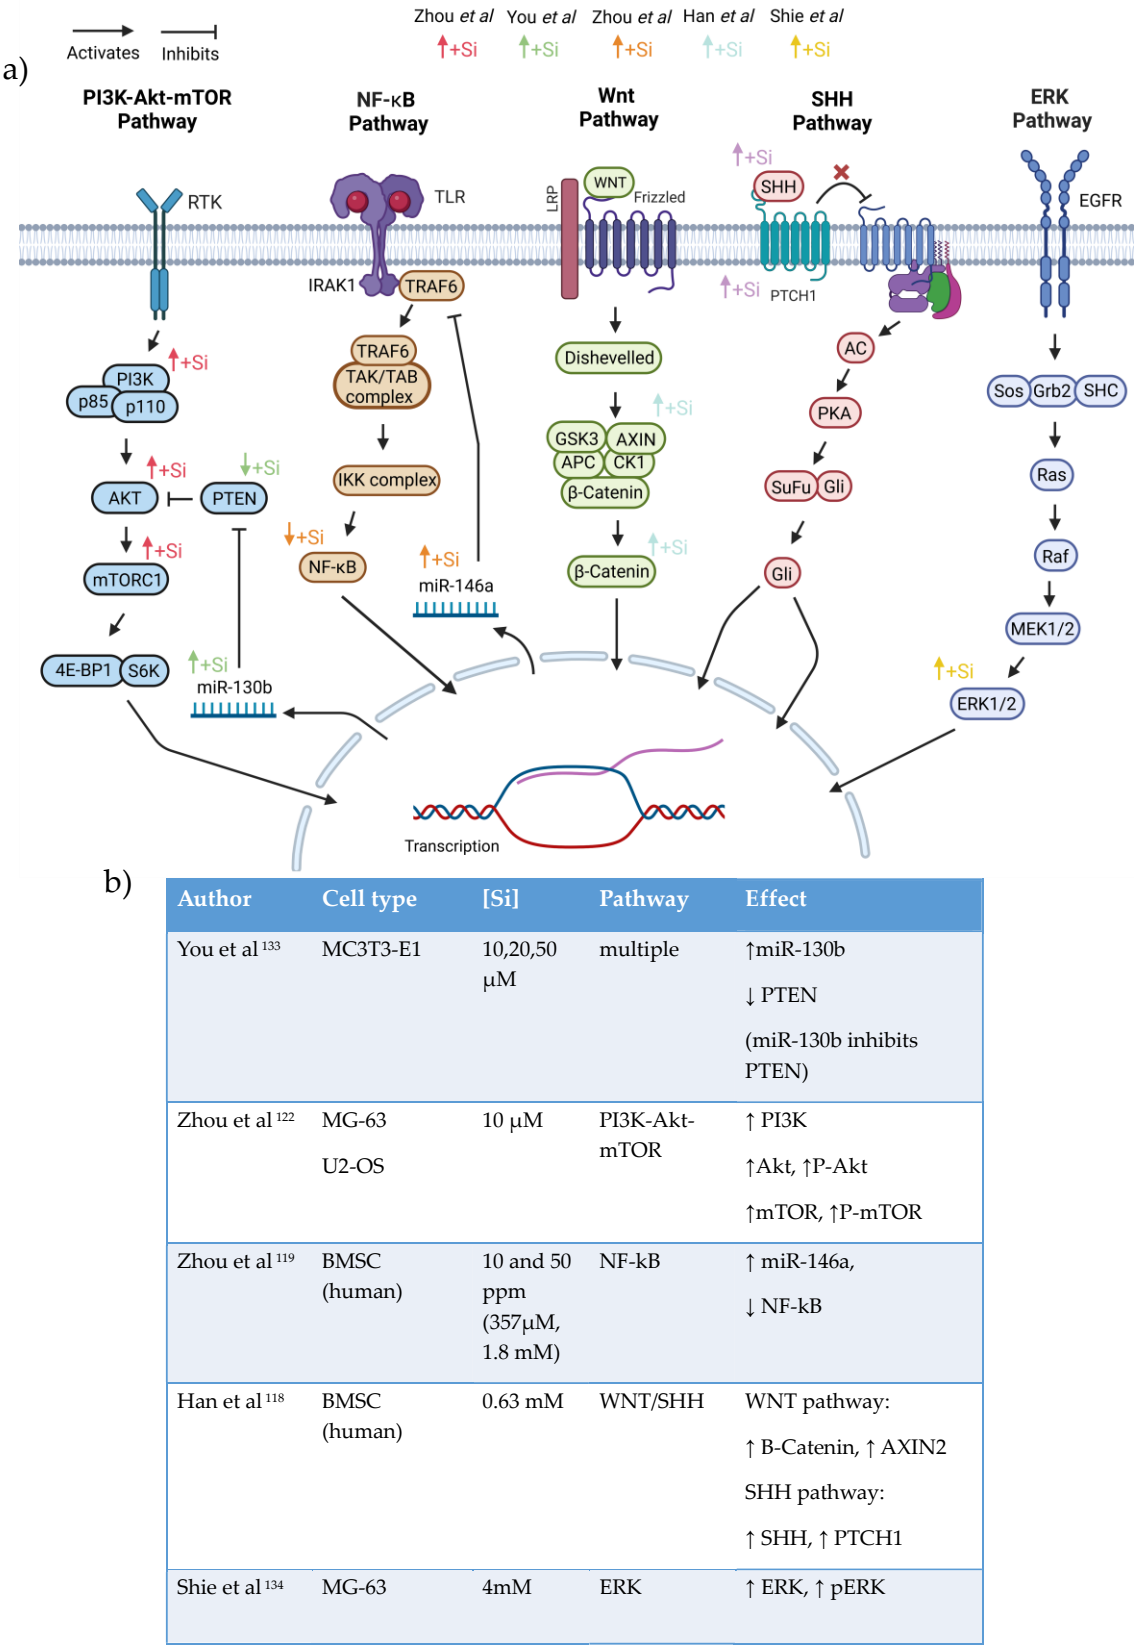 Zhou et al
You et al
Zhou et al
Han et al
Shie et al
Activates
Inhibits
+Si
+Si
+Si
+Si
+Si
a)
PI3K-Akt-mTOR
Pathway
NF-κB
Pathway
Wnt
Pathway
SHH
Pathway
ERK
Pathway
RTK
TLR
IRAK1
TRAF6
LRP
WNT
Frizzled
+Si
SHH
+Si
PTCH1
EGFR
+Si
PI3K
p85
p110
+Si
AKT
+Si
PTEN
+Si
mTORC1
4E-BP1
S6K
+Si
miR-130b
TRAF6
TAK/TAB
complex
IKK complex
+Si
NF-κB
+Si
miR-146a
Dishevelled
+Si
GSK3
AXIN
APC
CK1
β-Catenin
+Si
β-Catenin
AC
PKA
SuFu
Gli
Gli
Sos
Grb2
SHC
Ras
Raf
MEK1/2
+Si
ERK1/2
Transcription
b)
Author
Cell type
[Si]
Pathway
Effect
You et al 133
MC3T3-E1
10,20,50
µM
multiple
↑miR-130b
↓ PTEN
(miR-130b inhibits
PTEN)
Zhou et al 122
MG-63
U2-OS
10 µM
PI3K-Akt-
mTOR
↑ PI3K
↑Akt, ↑P-Akt
↑mTOR, ↑P-mTOR
Zhou et al 119
BMSC
(human)
10 and 50
ppm
(357µM,
1.8 mM)
NF-kB
↑ miR-146a,
↓ NF-kB
Han et al 118
BMSC
(human)
0.63 mM
WNT/SHH
WNT pathway:
↑ B-Catenin, ↑ AXIN2
SHH pathway:
↑ SHH, ↑ PTCH1
Shie et al 134
MG-63
4mM
ERK
↑ ERK, ↑ pERK